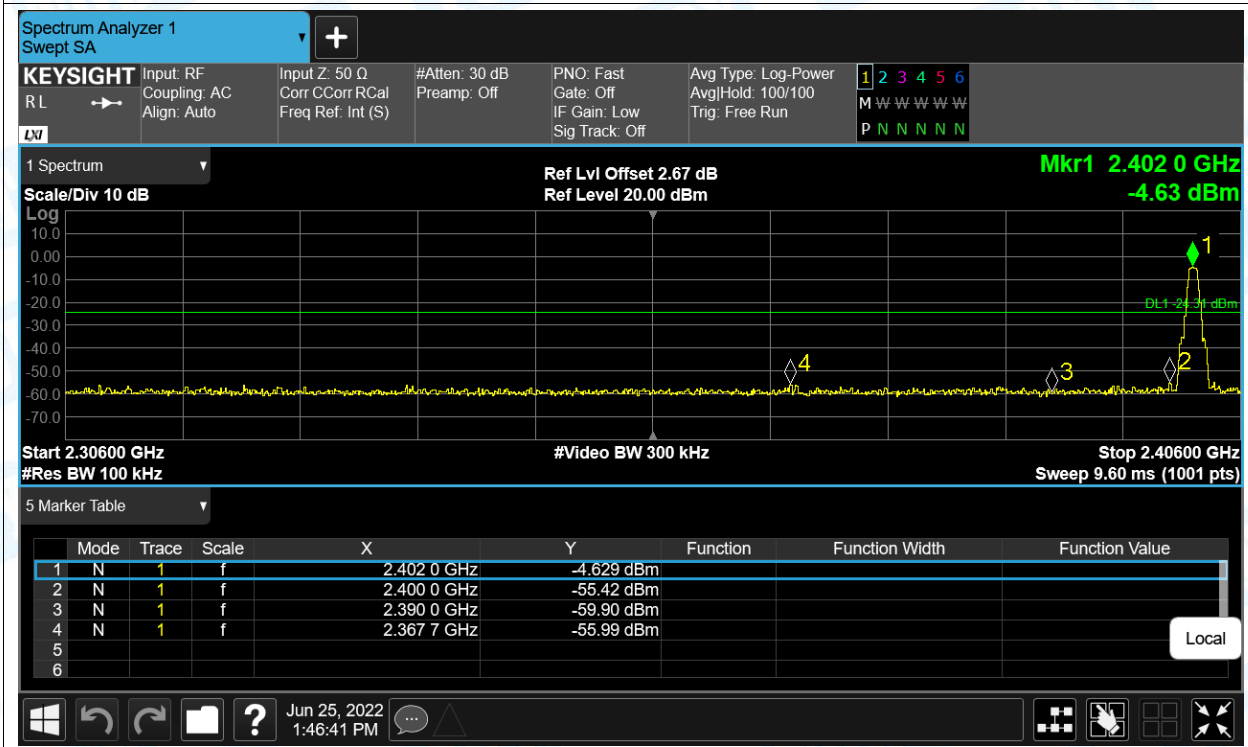 Spectrum Analyzer 1
Swept SA
KEYSIGHT
R L
LXI
Input: RF
Coupling: AC
Align: Auto
Input Z: 50 Ω
Corr CCorr RCal
Freq Ref: Int (S)
#Atten: 30 dB
Preamp: Off
PNO: Fast
Gate: Off
IF Gain: Low
Sig Track: Off
Avg Type: Log-Power
Avg|Hold: 100/100
Trig: Free Run
1 2 3 4 5 6
M W W W W W
P N N N N N
1 Spectrum
Scale/Div 10 dB
Ref Lvl Offset 2.67 dB
Ref Level 20.00 dBm
Mkr1 2.402 0 GHz
-4.63 dBm
Log
10.0
0.00
-10.0
-20.0
-30.0
-40.0
-50.0
-60.0
-70.0
1
DL1 -24.31 dBm
4
3
2
Start 2.30600 GHz
#Res BW 100 kHz
#Video BW 300 kHz
Stop 2.40600 GHz
Sweep 9.60 ms (1001 pts)
5 Marker Table
Mode Trace Scale X Y Function Function Width Function Value
1 N 1 f 2.402 0 GHz -4.629 dBm
2 N 1 f 2.400 0 GHz -55.42 dBm
3 N 1 f 2.390 0 GHz -59.90 dBm
4 N 1 f 2.367 7 GHz -55.99 dBm
5
6
Local
?
Jun 25, 2022
1:46:41 PM